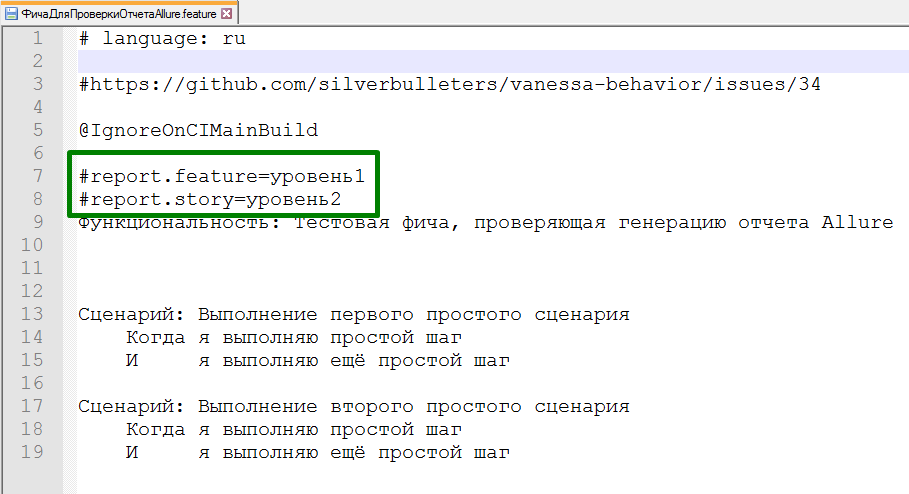 ФичаДляПроверкиОтчетаAllure.feature
1 # language: ru
2
3 #https://github.com/silverbulleters/vanessa-behavior/issues/34
4
5 @IgnoreOnCIMainBuild
6
7 #report.feature=уровень1
8 #report.story=уровень2
9 Функциональность: Тестовая фича, проверяющая генерацию отчета Allure
10
11
12
13 Сценарий: Выполнение первого простого сценария
14 Когда я выполняю простой шаг
15 И я выполняю ещё простой шаг
16
17 Сценарий: Выполнение второго простого сценария
18 Когда я выполняю простой шаг
19 И я выполняю ещё простой шаг